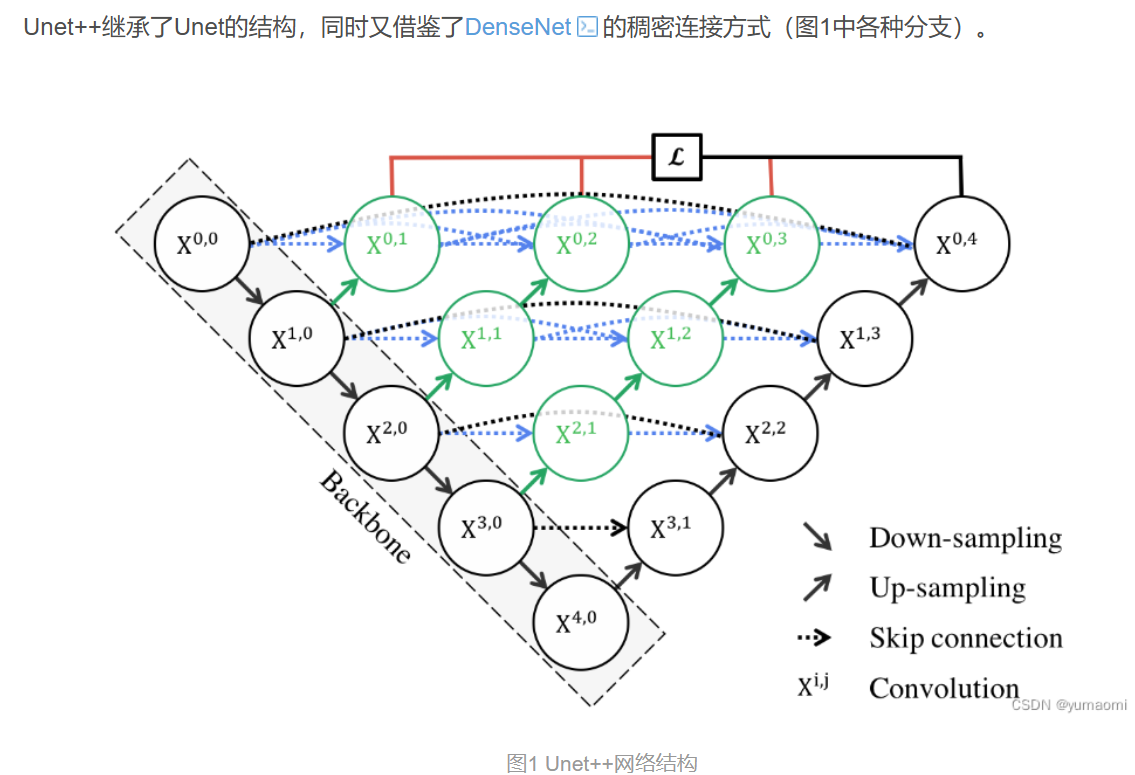 Unet++继承了Unet的结构，同时又借鉴了DenseNet的稠密连接方式（图1中各种分支）。
ℒ
X^0,0 X^0,1 X^0,2 X^0,3 X^0,4
X^1,0 X^1,1 X^1,2 X^1,3
X^2,0 X^2,1 X^2,2
X^3,0 X^3,1
X^4,0
Backbone
Down-sampling
Up-sampling
Skip connection
X^i,j Convolution
CSDN @yumaomi
图1 Unet++网络结构